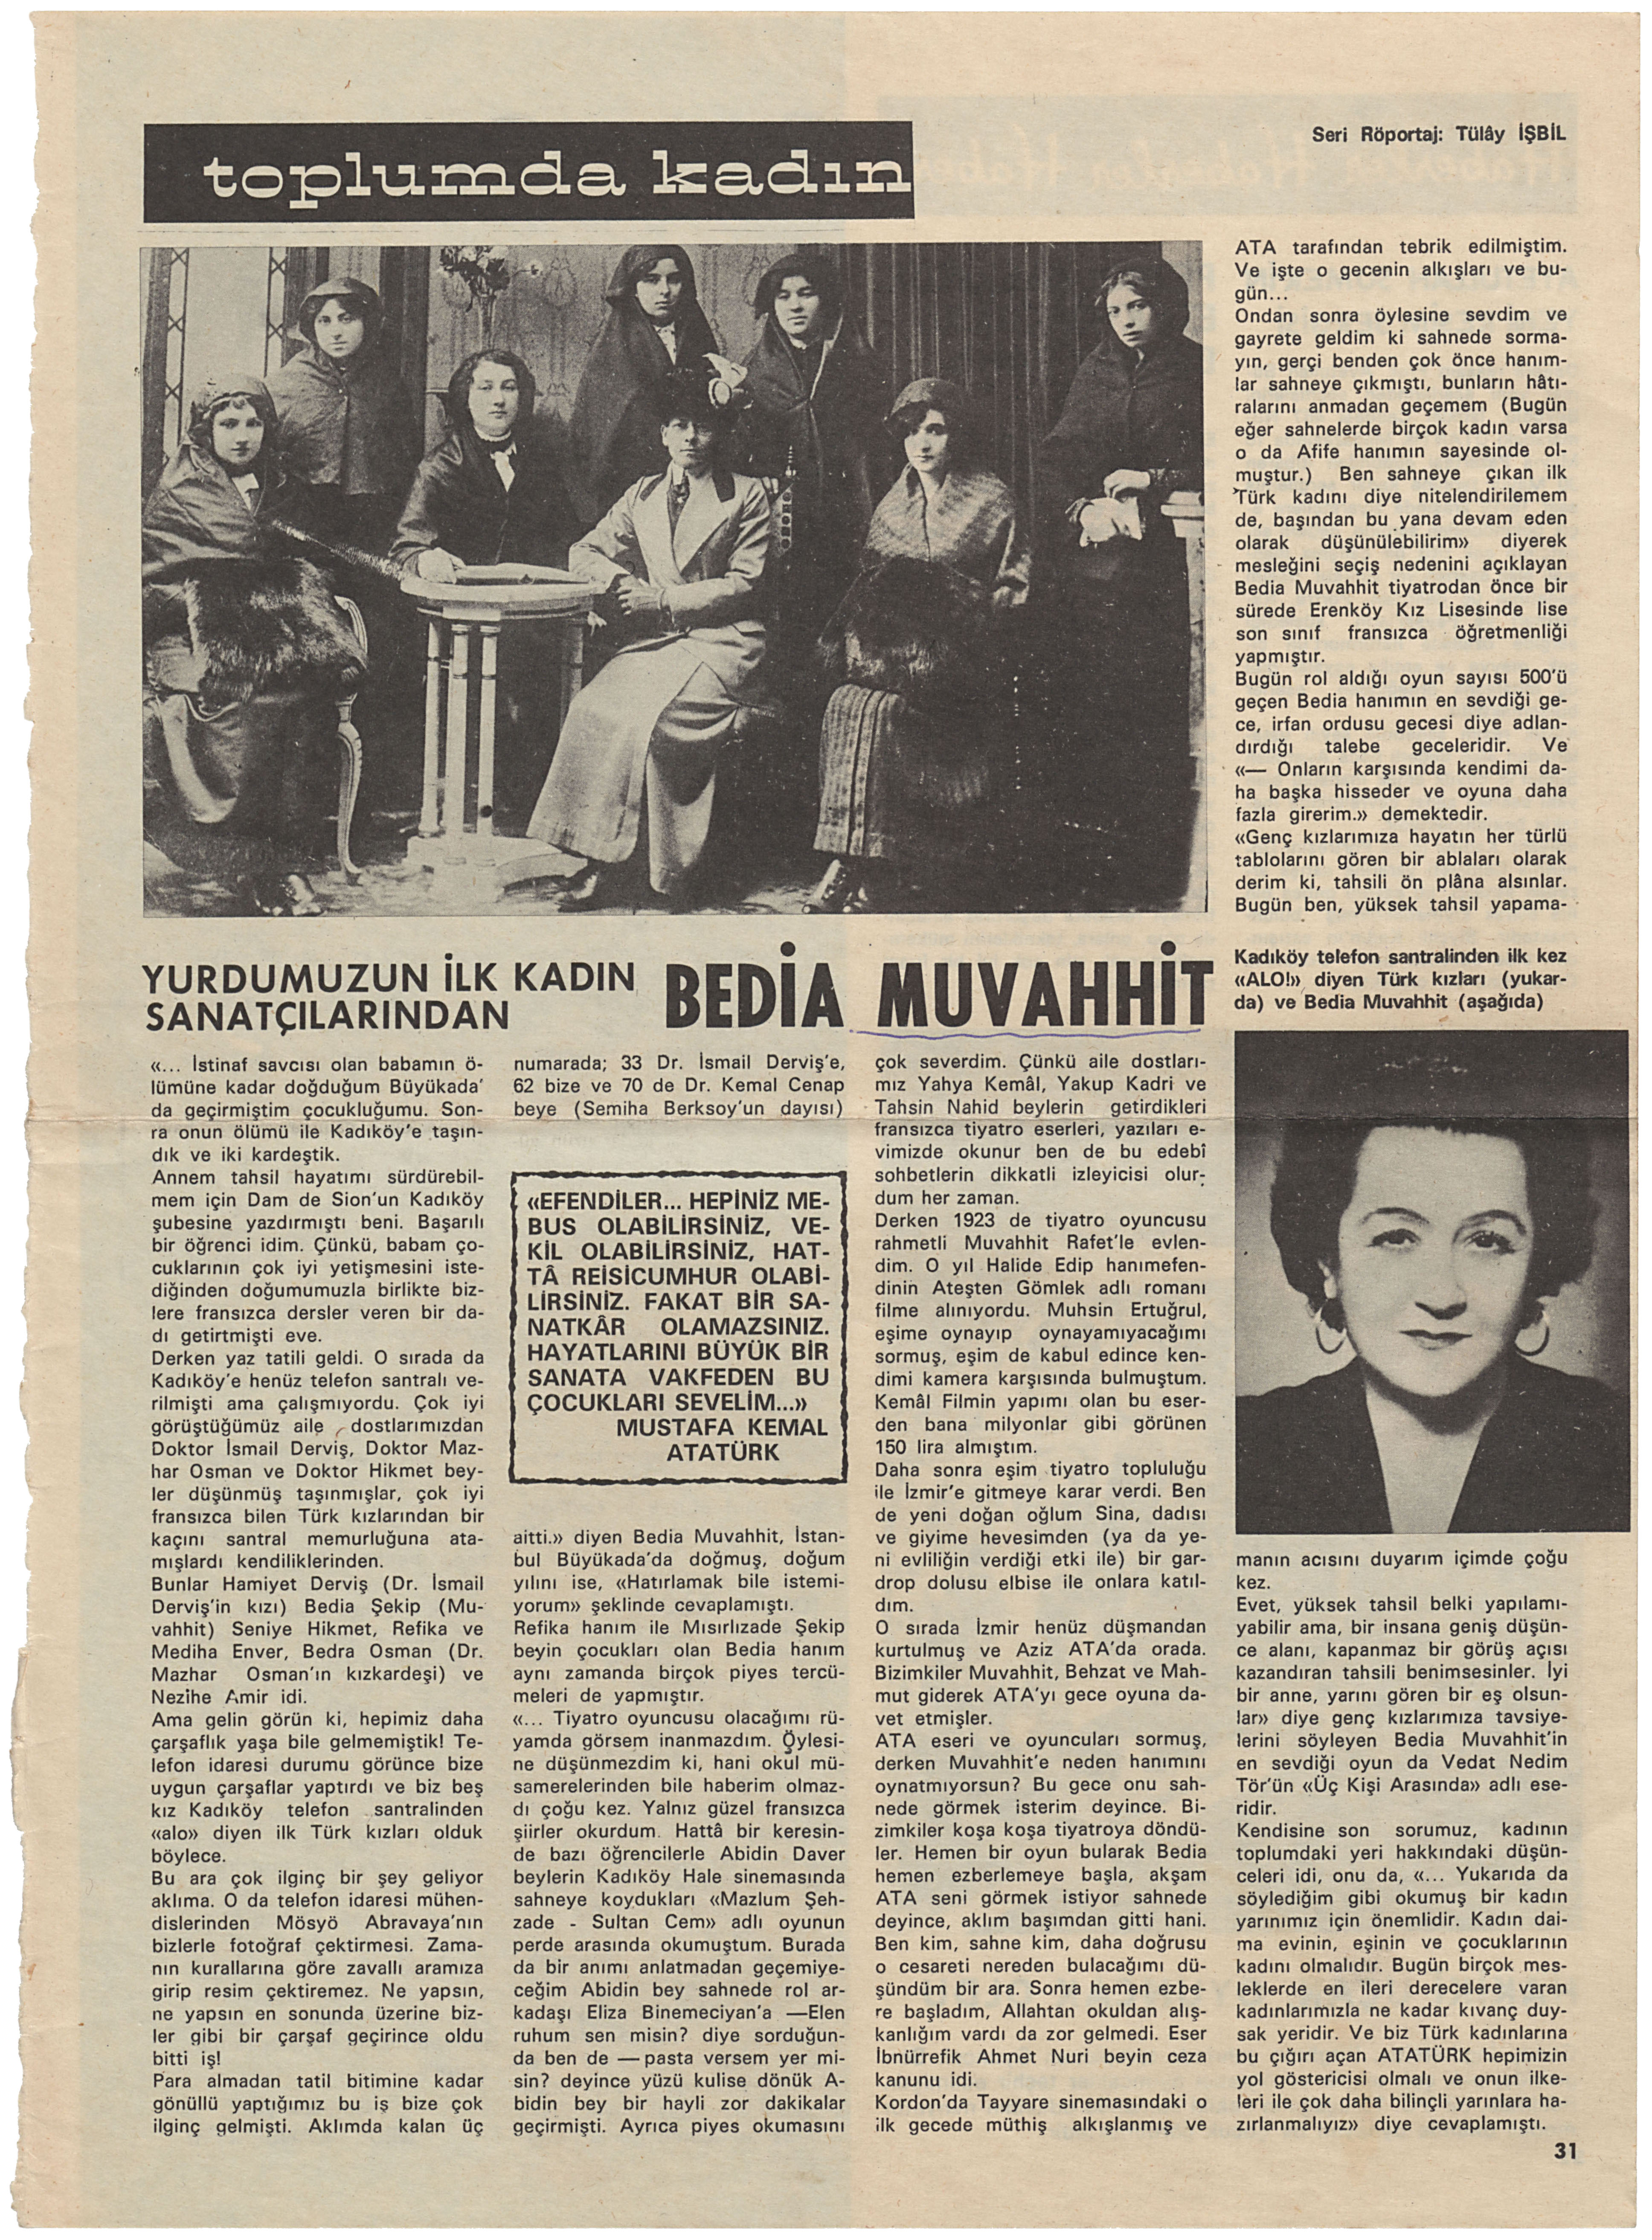 toplumda kadın
Seri Röportaj: Tülây İŞBİL
YURDUMUZUN İLK KADIN
SANATÇILARINDAN
BEDİA MUVAHHİT
«... İstinaf savcısı olan babamın ö-
lümüne kadar doğduğum Büyükada'
da geçirmiştim çocukluğumu. Son-
ra onun ölümü ile Kadıköy'e taşın-
dık ve iki kardeştik.
Annem tahsil hayatımı sürdürebil-
mem için Dam de Sion'un Kadıköy
şubesine yazdırmıştı beni. Başarılı
bir öğrenci idim. Çünkü, babam ço-
cuklarının çok iyi yetişmesini iste-
diğinden doğumumuzla birlikte biz-
lere fransızca dersler veren bir da-
dı getirtmişti eve.
Derken yaz tatili geldi. O sırada da
Kadıköy'e henüz telefon santralı ve-
rilmişti ama çalışmıyordu. Çok iyi
görüştüğümüz aile dostlarımızdan
Doktor İsmail Derviş, Doktor Maz-
har Osman ve Doktor Hikmet bey-
ler düşünmüş taşınmışlar, çok iyi
fransızca bilen Türk kızlarından bir
kaçını santral memurluğuna ata-
mışlardı kendiliklerinden.
Bunlar Hamiyet Derviş (Dr. İsmail
Derviş'in kızı) Bedia Şekip (Mu-
vahhit) Seniye Hikmet, Refika ve
Mediha Enver, Bedra Osman (Dr.
Mazhar Osman'ın kızkardeşi) ve
Nezihe Amir idi.
Ama gelin görün ki, hepimiz daha
çarşaflık yaşa bile gelmemiştik! Te-
lefon idaresi durumu görünce bize
uygun çarşaflar yaptırdı ve biz beş
kız Kadıköy telefon santralinden
«alo» diyen ilk Türk kızları olduk
böylece.
Bu ara çok ilginç bir şey geliyor
aklıma. O da telefon idaresi mühen-
dislerinden Mösyö Abravaya'nın
bizlerle fotoğraf çektirmesi. Zama-
nın kurallarına göre zavallı aramıza
girip resim çektiremez. Ne yapsın,
ne yapsın en sonunda üzerine biz-
ler gibi bir çarşaf geçirince oldu
bitti iş!
Para almadan tatil bitimine kadar
gönüllü yaptığımız bu iş bize çok
ilginç gelmişti. Aklımda kalan üç
numarada; 33 Dr. İsmail Derviş'e,
62 bize ve 70 de Dr. Kemal Cenap
beye (Semiha Berksoy'un dayısı)
«EFENDİLER... HEPİNİZ ME-
BUS OLABİLİRSİNİZ, VE-
KİL OLABİLİRSİNİZ, HAT-
TÂ REİSİCUMHUR OLABİ-
LİRSİNİZ. FAKAT BİR SA-
NATKÂR OLAMAZSINIZ.
HAYATLARINI BÜYÜK BİR
SANATA VAKFEDEN BU
ÇOCUKLARI SEVELİM...»
MUSTAFA KEMAL
ATATÜRK
aitti.» diyen Bedia Muvahhit, İstan-
bul Büyükada'da doğmuş, doğum
yılını ise, «Hatırlamak bile istemi-
yorum» şeklinde cevaplamıştı.
Refika hanım ile Mısırlızade Şekip
beyin çocukları olan Bedia hanım
aynı zamanda birçok piyes tercü-
meleri de yapmıştır.
«... Tiyatro oyuncusu olacağımı rü-
yamda görsem inanmazdım. Öylesi-
ne düşünmezdim ki, hani okul mü-
samerelerinden bile haberim olmaz-
dı çoğu kez. Yalnız güzel fransızca
şiirler okurdum. Hattâ bir keresin-
de bazı öğrencilerle Abidin Daver
beylerin Kadıköy Hale sinemasında
sahneye koydukları «Mazlum Şeh-
zade - Sultan Cem» adlı oyunun
perde arasında okumuştum. Burada
da bir anımı anlatmadan geçemiye-
ceğim Abidin bey sahnede rol ar-
kadaşı Eliza Binemeciyan'a —Elen
ruhum sen misin? diye sorduğun-
da ben de — pasta versem yer mi-
sin? deyince yüzü kulise dönük A-
bidin bey bir hayli zor dakikalar
geçirmişti. Ayrıca piyes okumasını
çok severdim. Çünkü aile dostları-
mız Yahya Kemâl, Yakup Kadri ve
Tahsin Nahid beylerin getirdikleri
fransızca tiyatro eserleri, yazıları e-
vimizde okunur ben de bu edebî
sohbetlerin dikkatli izleyicisi olur-
dum her zaman.
Derken 1923 de tiyatro oyuncusu
rahmetli Muvahhit Rafet'le evlen-
dim. O yıl Halide Edip hanımefen-
dinin Ateşten Gömlek adlı romanı
filme alınıyordu. Muhsin Ertuğrul,
eşime oynayıp oynayamıyacağımı
sormuş, eşim de kabul edince ken-
dimi kamera karşısında bulmuştum.
Kemâl Filmin yapımı olan bu eser-
den bana milyonlar gibi görünen
150 lira almıştım.
Daha sonra eşim tiyatro topluluğu
ile İzmir'e gitmeye karar verdi. Ben
de yeni doğan oğlum Sina, dadısı
ve giyime hevesimden (ya da ye-
ni evliliğin verdiği etki ile) bir gar-
drop dolusu elbise ile onlara katıl-
dım.
O sırada İzmir henüz düşmandan
kurtulmuş ve Aziz ATA'da orada.
Bizimkiler Muvahhit, Behzat ve Mah-
mut giderek ATA'yı gece oyuna da-
vet etmişler.
ATA eseri ve oyuncuları sormuş,
derken Muvahhit'e neden hanımını
oynatmıyorsun? Bu gece onu sah-
nede görmek isterim deyince. Bi-
zimkiler koşa koşa tiyatroya döndü-
ler. Hemen bir oyun bularak Bedia
hemen ezberlemeye başla, akşam
ATA seni görmek istiyor sahnede
deyince, aklım başımdan gitti hani.
Ben kim, sahne kim, daha doğrusu
o cesareti nereden bulacağımı dü-
şündüm bir ara. Sonra hemen ezbe-
re başladım, Allahtan okuldan alış-
kanlığım vardı da zor gelmedi. Eser
İbnürrefik Ahmet Nuri beyin ceza
kanunu idi.
Kordon'da Tayyare sinemasındaki o
ilk gecede müthiş alkışlanmış ve
ATA tarafından tebrik edilmiştim.
Ve işte o gecenin alkışları ve bu-
gün...
Ondan sonra öylesine sevdim ve
gayrete geldim ki sahnede sorma-
yın, gerçi benden çok önce hanım-
lar sahneye çıkmıştı, bunların hâtı-
ralarını anmadan geçemem (Bugün
eğer sahnelerde birçok kadın varsa
o da Afife hanımın sayesinde ol-
muştur.) Ben sahneye çıkan ilk
Türk kadını diye nitelendirilemem
de, başından bu yana devam eden
olarak düşünülebilirim» diyerek
mesleğini seçiş nedenini açıklayan
Bedia Muvahhit tiyatrodan önce bir
sürede Erenköy Kız Lisesinde lise
son sınıf fransızca öğretmenliği
yapmıştır.
Bugün rol aldığı oyun sayısı 500'ü
geçen Bedia hanımın en sevdiği ge-
ce, irfan ordusu gecesi diye adlan-
dırdığı talebe geceleridir. Ve
«— Onların karşısında kendimi da-
ha başka hisseder ve oyuna daha
fazla girerim.» demektedir.
«Genç kızlarımıza hayatın her türlü
tablolarını gören bir ablaları olarak
derim ki, tahsili ön plâna alsınlar.
Bugün ben, yüksek tahsil yapama-
Kadıköy telefon santralinden ilk kez
«ALO!» diyen Türk kızları (yukar-
da) ve Bedia Muvahhit (aşağıda)
manın acısını duyarım içimde çoğu
kez.
Evet, yüksek tahsil belki yapılamı-
yabilir ama, bir insana geniş düşün-
ce alanı, kapanmaz bir görüş açısı
kazandıran tahsili benimsesinler. İyi
bir anne, yarını gören bir eş olsun-
lar» diye genç kızlarımıza tavsiye-
lerini söyleyen Bedia Muvahhit'in
en sevdiği oyun da Vedat Nedim
Tör'ün «Üç Kişi Arasında» adlı ese-
ridir.
Kendisine son sorumuz, kadının
toplumdaki yeri hakkındaki düşün-
celeri idi, onu da, «... Yukarıda da
söylediğim gibi okumuş bir kadın
yarınımız için önemlidir. Kadın dai-
ma evinin, eşinin ve çocuklarının
kadını olmalıdır. Bugün birçok mes-
leklerde en ileri derecelere varan
kadınlarımızla ne kadar kıvanç duy-
sak yeridir. Ve biz Türk kadınlarına
bu çığırı açan ATATÜRK hepimizin
yol göstericisi olmalı ve onun ilke-
leri ile çok daha bilinçli yarınlara ha-
zırlanmalıyız» diye cevaplamıştı.
31